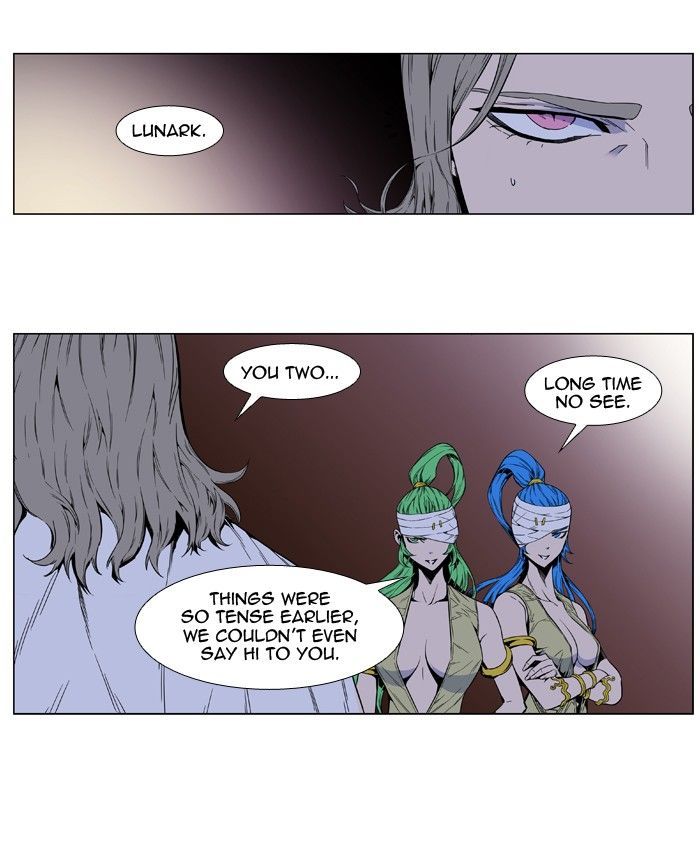 LUNARK.
YOU TWO...
LONG TIME
NO SEE.
THINGS WERE
SO TENSE EARLIER,
WE COULDN'T EVEN
SAY HI TO YOU.